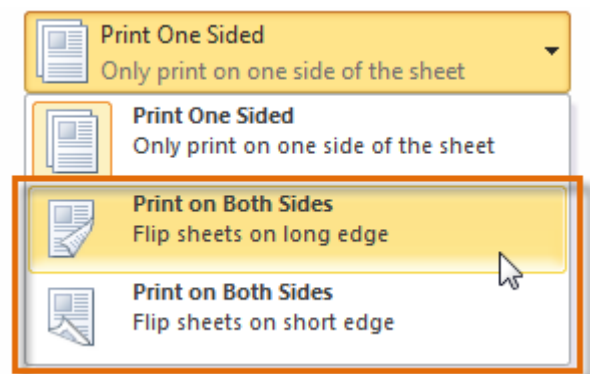 Print One Sided
Only print on one side of the sheet
Print One Sided
Only print on one side of the sheet
Print on Both Sides
Flip sheets on long edge
Print on Both Sides
Flip sheets on short edge